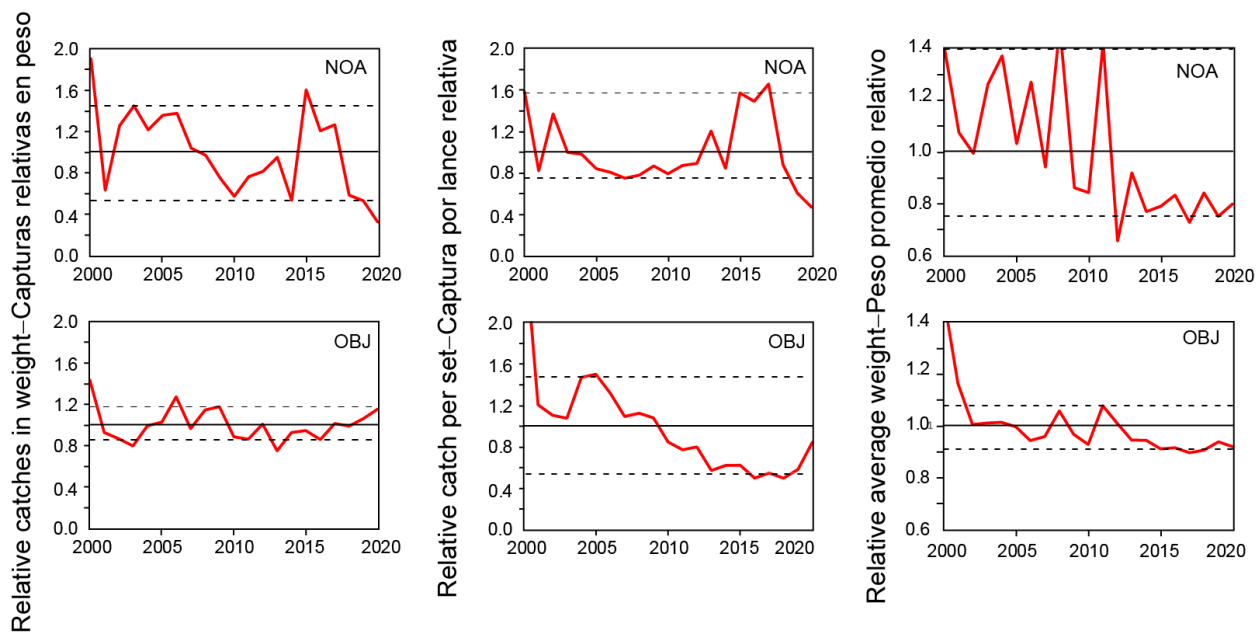 Relative catches in weight–Capturas relativas en peso
2.0
1.6
1.2
0.8
0.4
0.0
NOA
2000 2005 2010 2015 2020
2.0
1.6
1.2
0.8
0.4
0.0
OBJ
2000 2005 2010 2015 2020
Relative catch per set–Captura por lance relativa
2.0
1.6
1.2
0.8
0.4
0.0
NOA
2000 2005 2010 2015 2020
2.0
1.6
1.2
0.8
0.4
0.0
OBJ
2000 2005 2010 2015 2020
Relative average weight–Peso promedio relativo
1.4
1.2
1.0
0.8
0.6
NOA
2000 2005 2010 2015 2020
1.4
1.2
1.0
0.8
0.6
OBJ
2000 2005 2010 2015 2020